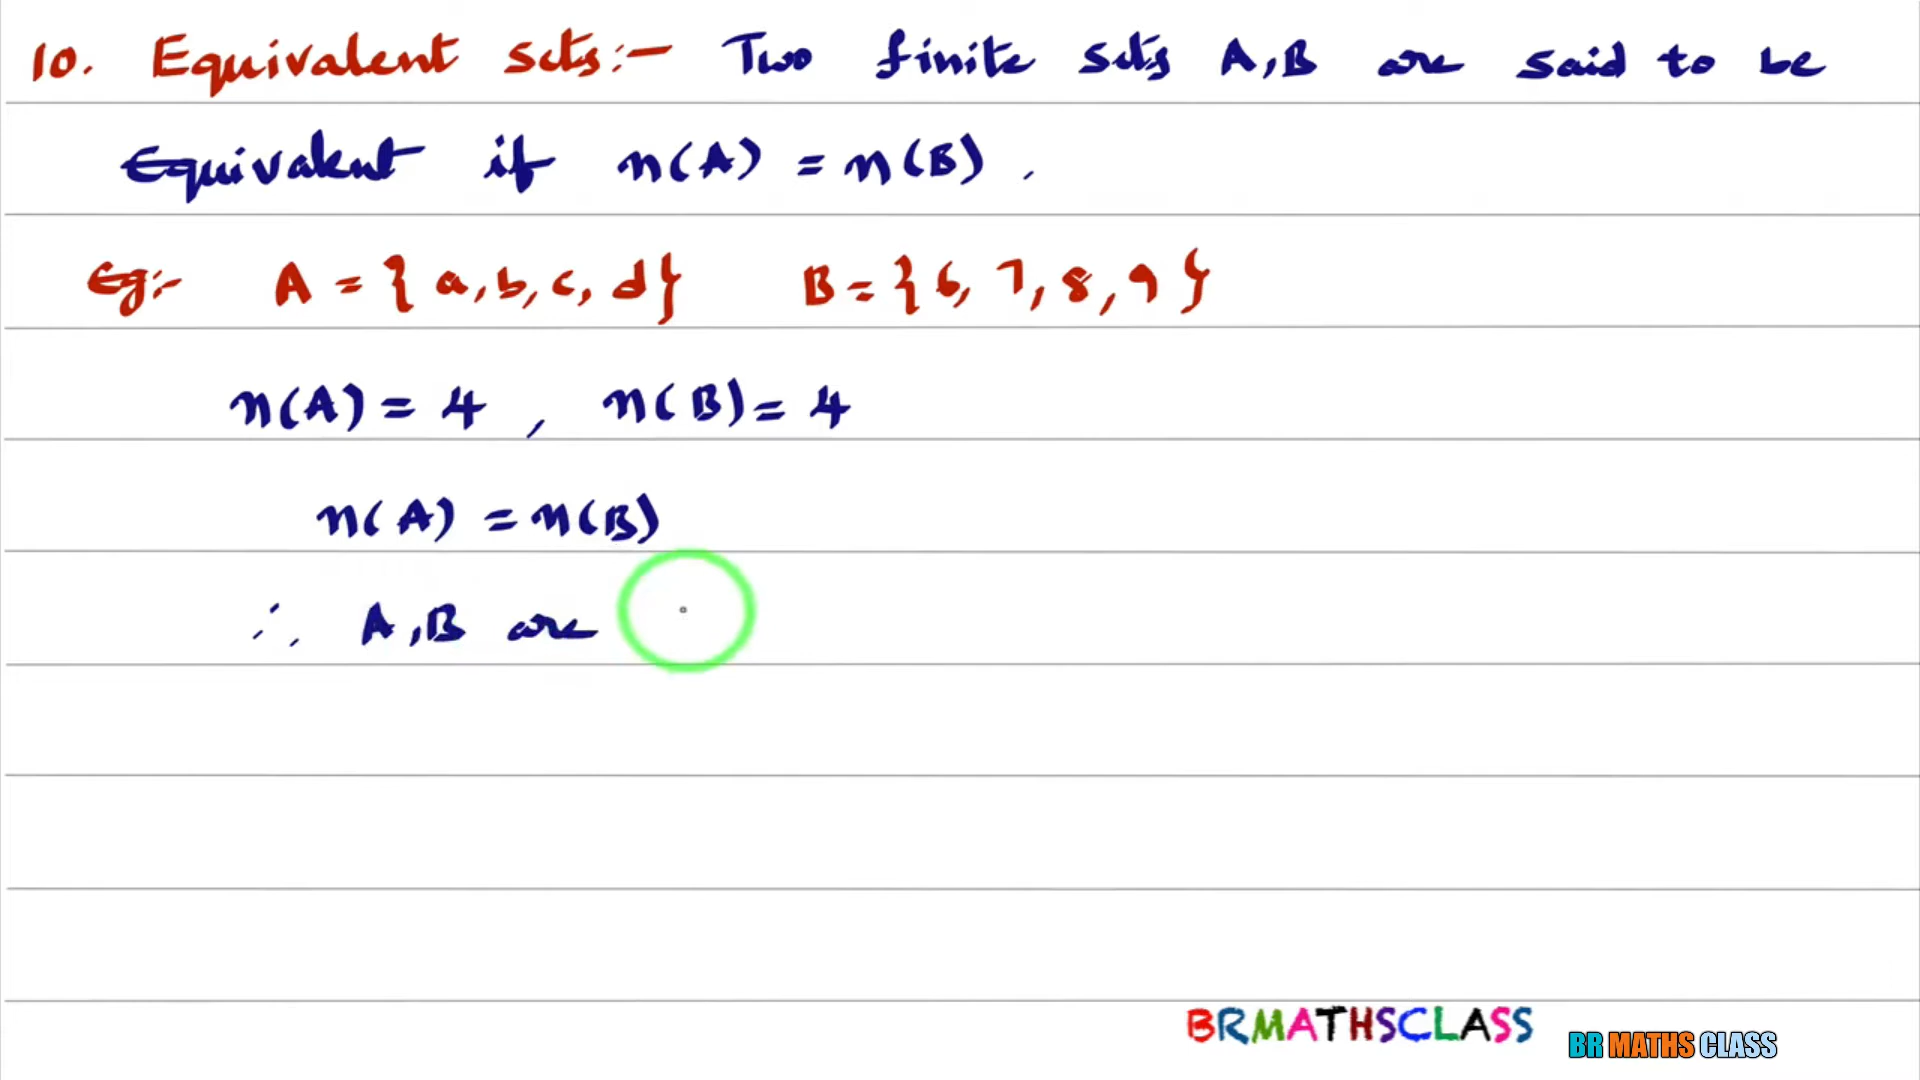 10. Equivalent sets:- Two finite sets A,B are said to be
Equivalent if n(A) = n(B).
Eg:- A = {a, b, c, d} B = {6, 7, 8, 9}
n(A) = 4, n(B) = 4
n(A) = n(B)
∴ A,B are
BRMATHSCLASS
BR MATHS CLASS